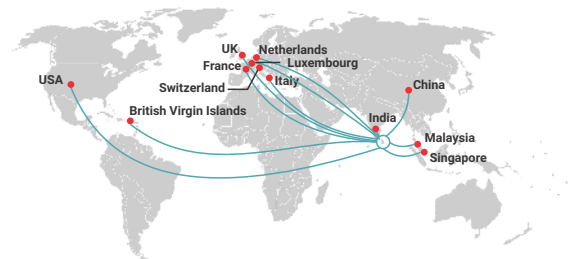 UK
Netherlands
France
Luxembourg
USA
Italy
Switzerland
China
British Virgin Islands
India
Malaysia
Singapore